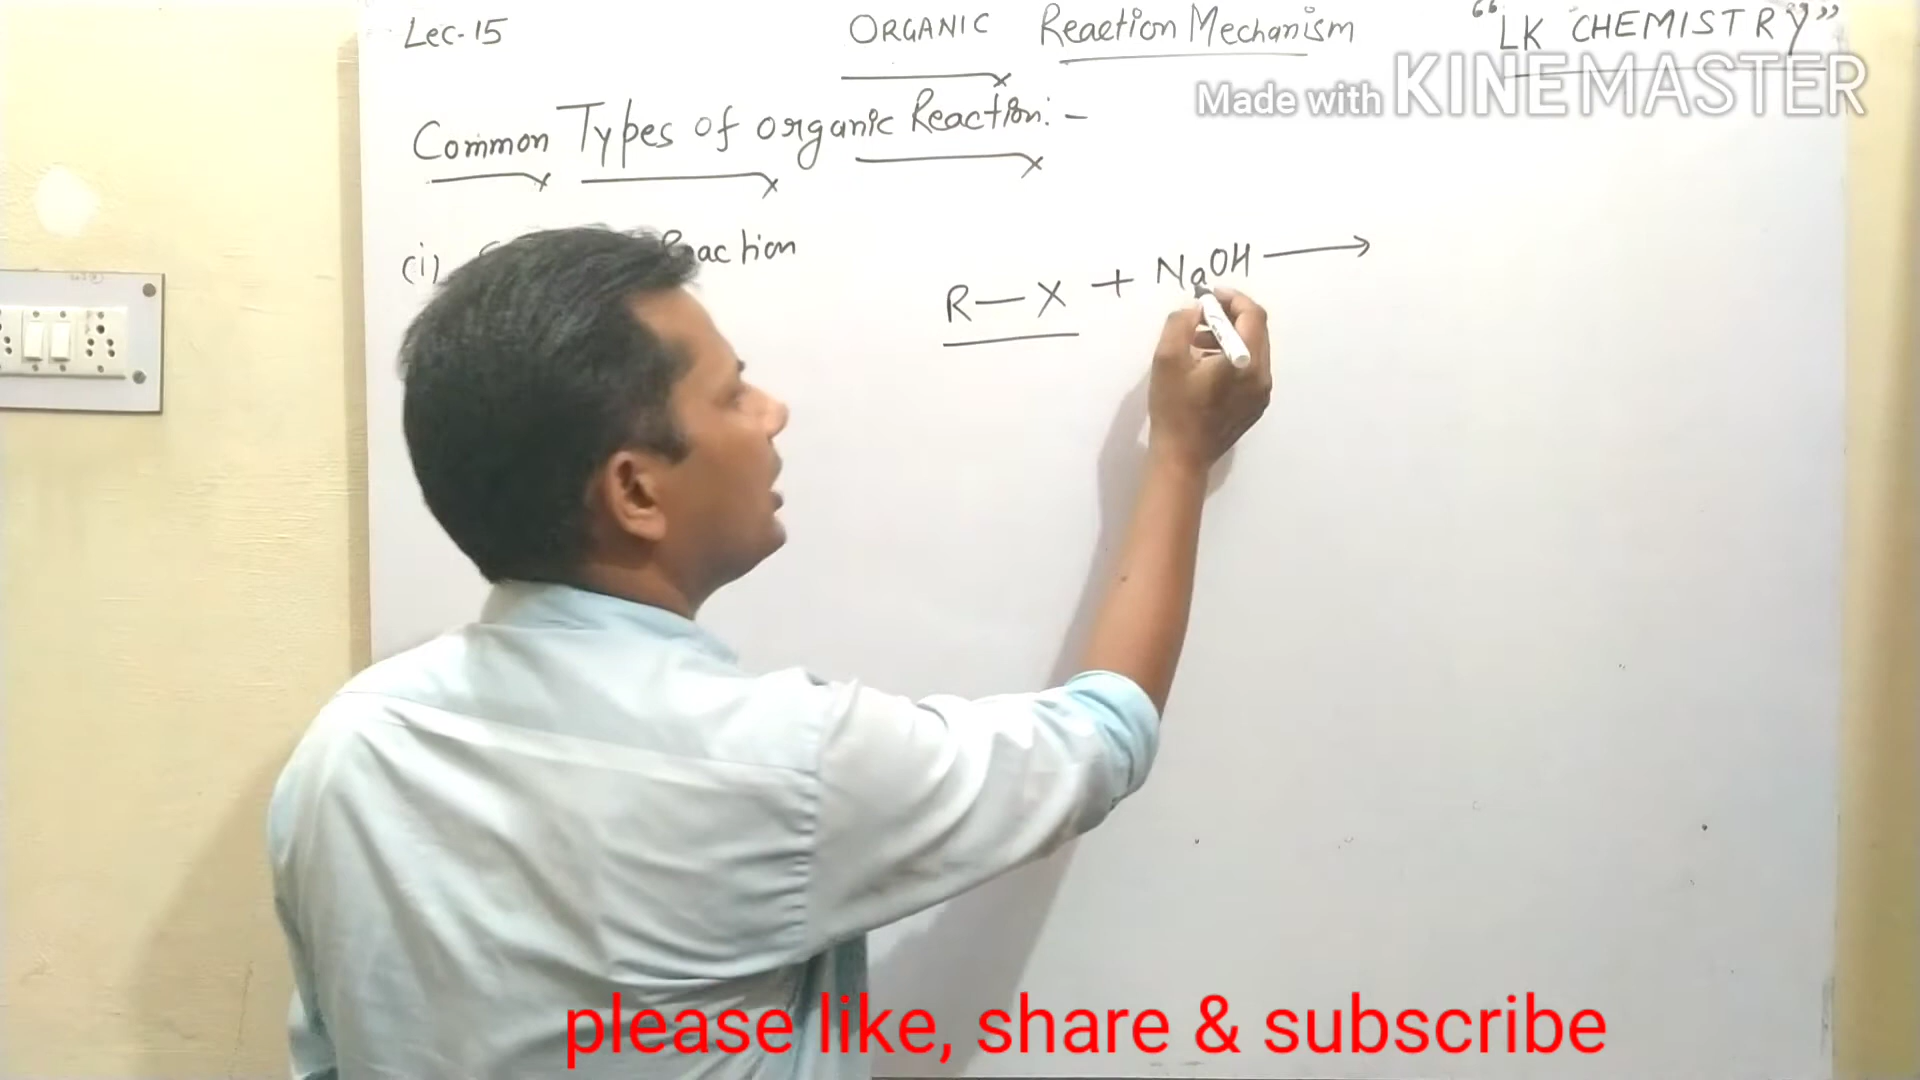 Lec-15 ORGANIC Reaction Mechanism "LK CHEMISTRY"
Made with KINEMASTER
Common Types of organic Reaction:-
(i) Reaction
R—X + NaOH ⟶
please like, share & subscribe